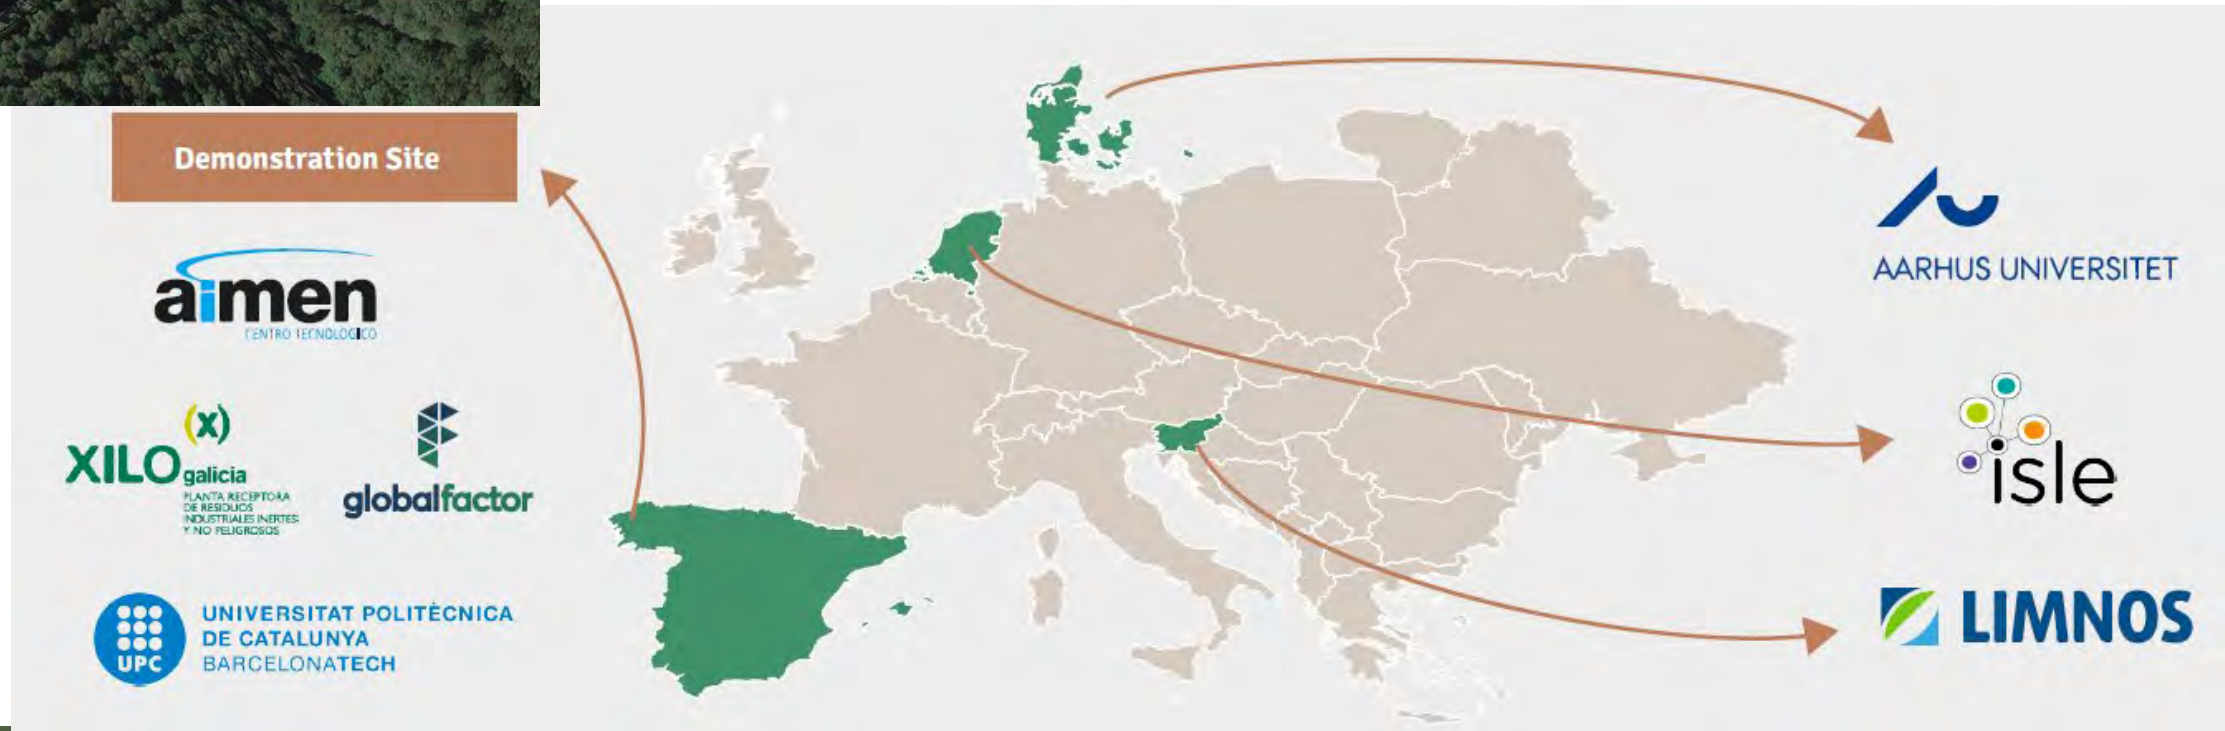 Demonstration Site
aimen
CENTRO TECNOLOGICO
(x)
XILO galicia
PLANTA RECEPTORA
DE RESIDUOS
INDUSTRIALES INERTES
Y NO PELIGROSOS
globalfactor
UPC
UNIVERSITAT POLITÈCNICA
DE CATALUNYA
BARCELONATECH
AARHUS UNIVERSITET
isle
LIMNOS